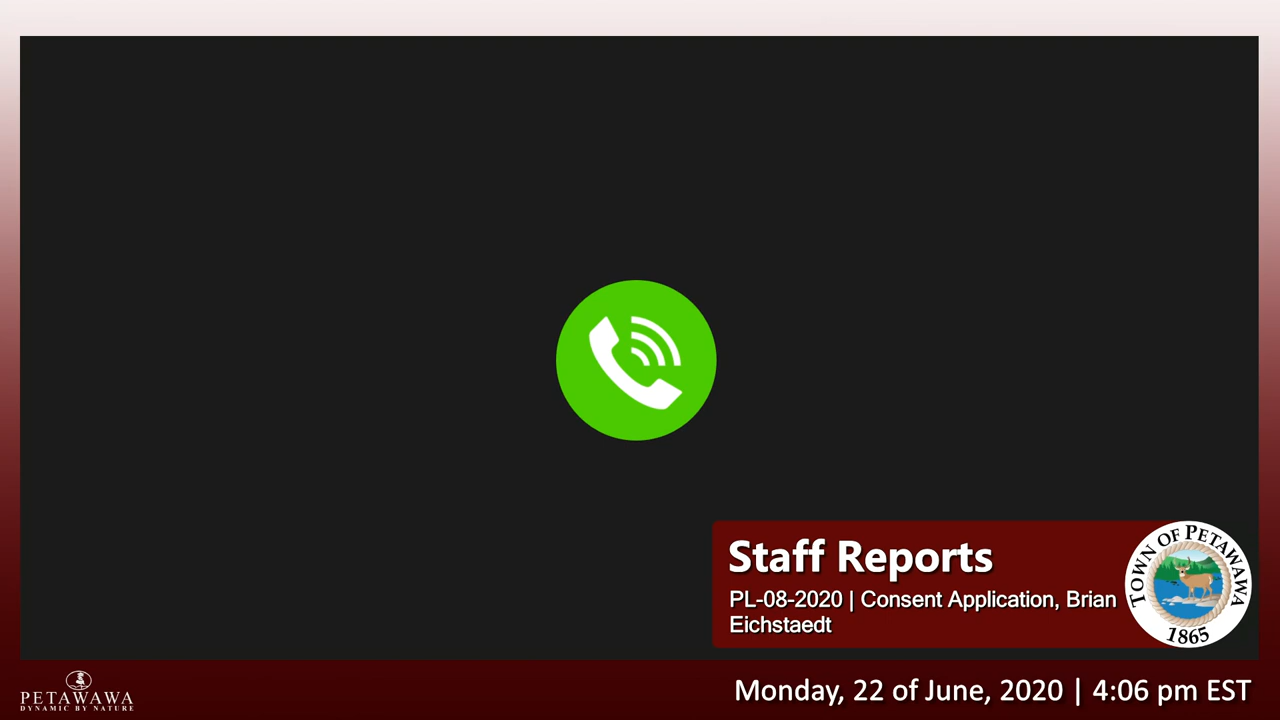 Staff Reports
PL-08-2020 | Consent Application, Brian
Eichstaedt
TOWN OF PETAWAWA
1865
PETAWAWA
DYNAMIC BY NATURE
Monday, 22 of June, 2020 | 4:06 pm EST